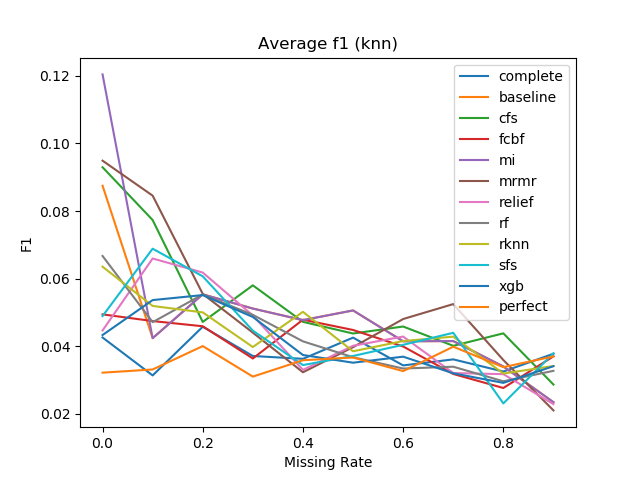 Average f1 (knn)
0.12
0.10
0.08
0.06
0.04
0.02
F1
0.0
0.2
0.4
0.6
0.8
Missing Rate
complete
baseline
cfs
fcbf
mi
mrmr
relief
rf
rknn
sfs
xgb
perfect